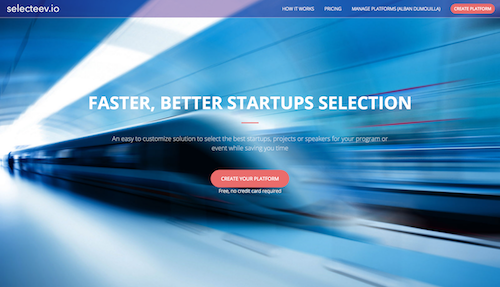 selecteev.io
HOW IT WORKS
PRICING
MANAGE PLATFORMS (ALBAN DUMOUILLA)
CREATE PLATFORM
FASTER, BETTER STARTUPS SELECTION
An easy to customize solution to select the best startups, projects or speakers for your program or
event while saving you time
CREATE YOUR PLATFORM
Free, no credit card required